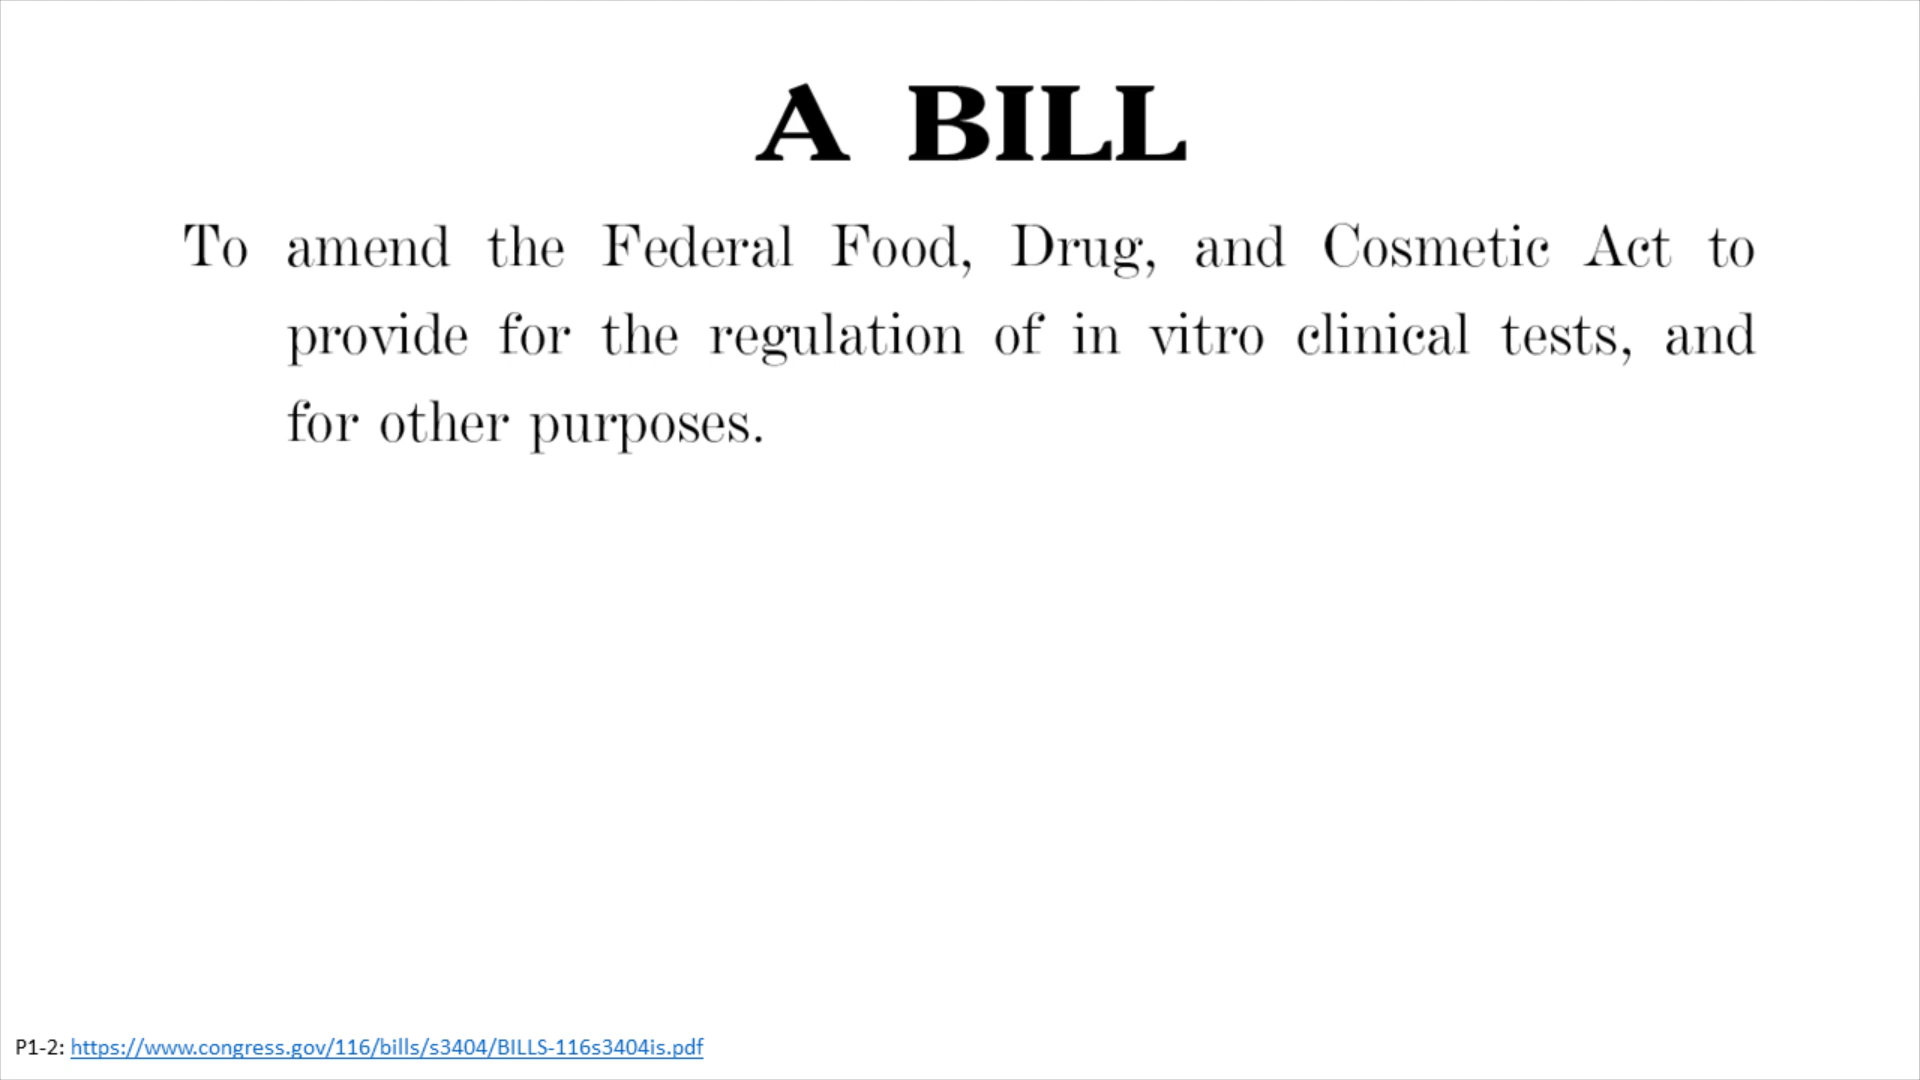 A BILL
To amend the Federal Food, Drug, and Cosmetic Act to
provide for the regulation of in vitro clinical tests, and
for other purposes.
P1-2: https://www.congress.gov/116/bills/s3404/BILLS-116s3404is.pdf